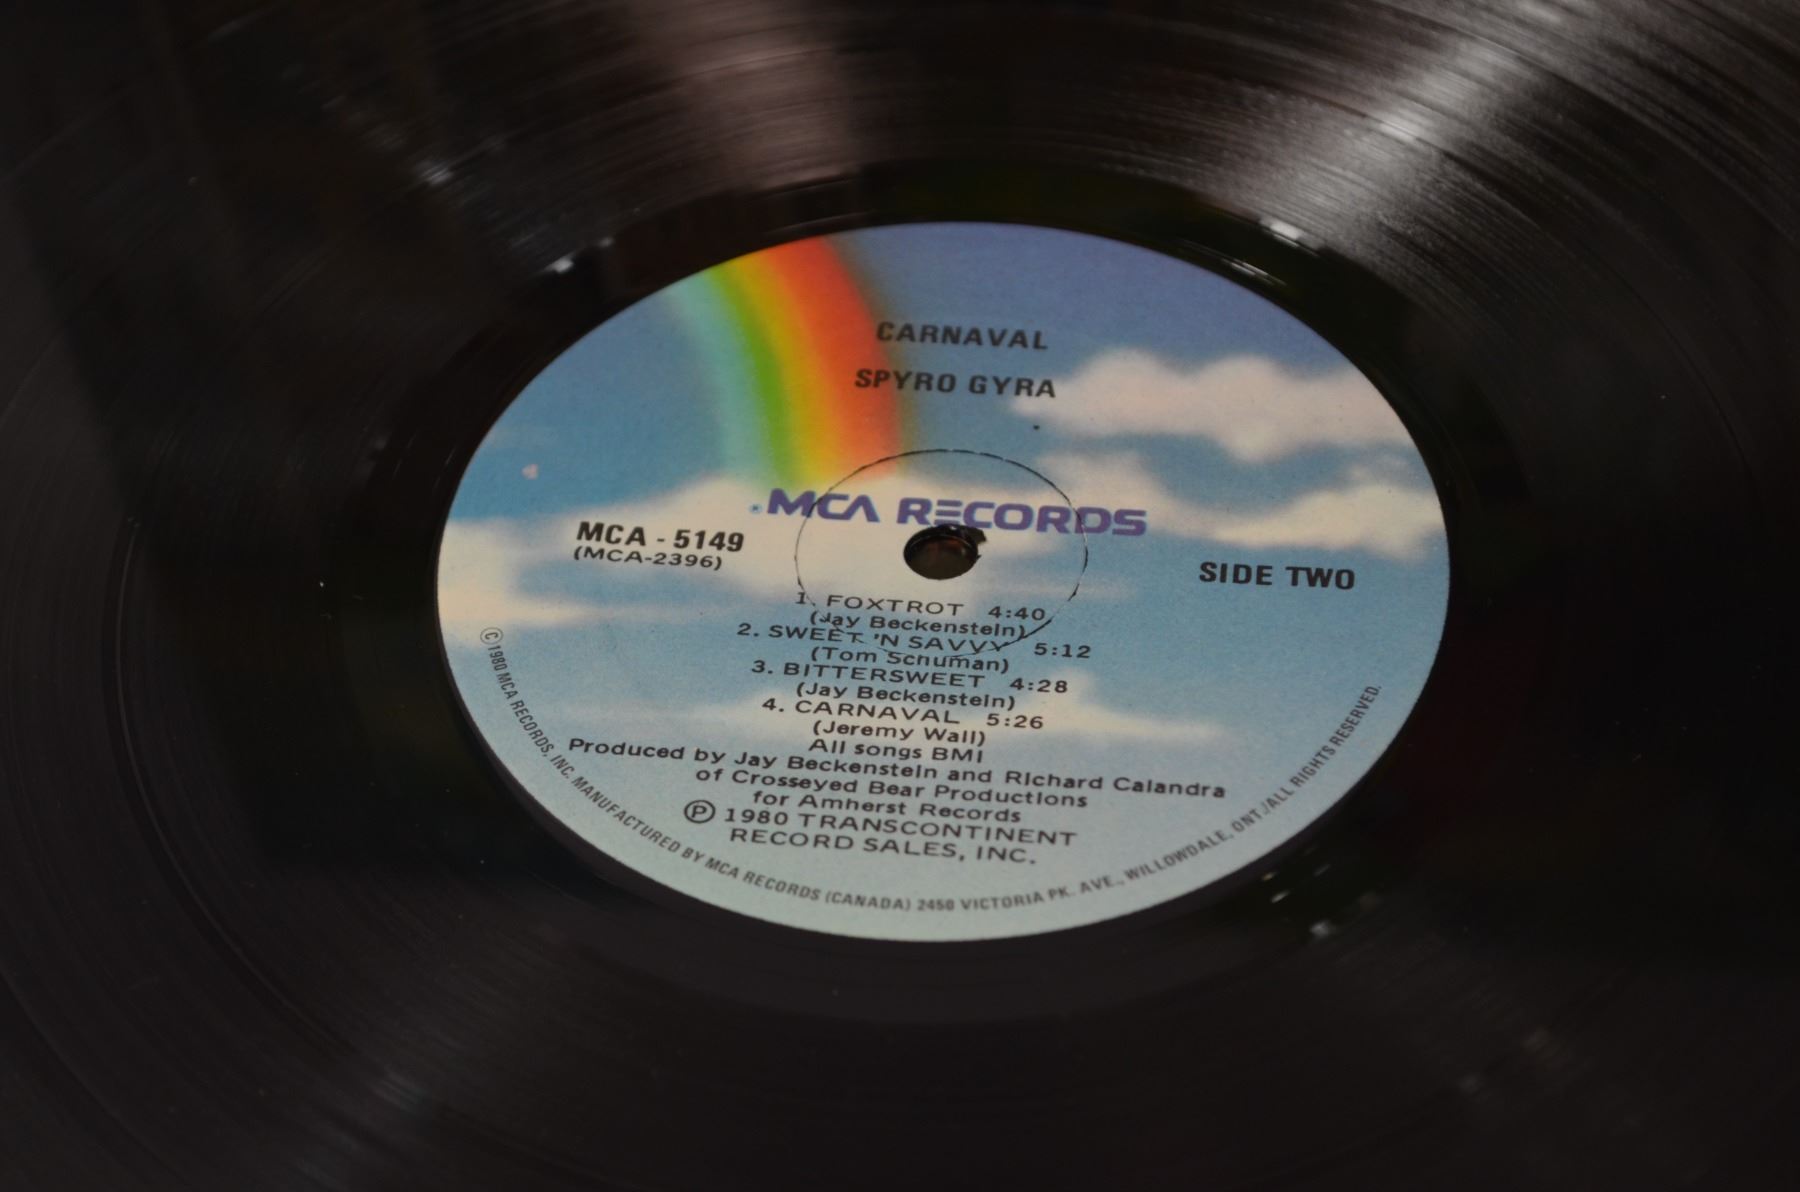 CARNAVAL
SPYRO GYRA
® MCA RECORDS
MCA - 5149
(MCA-2396)
SIDE TWO
1. FOXTROT 4:40
(Jay Beckenstein)
2. SWEET 'N SAVVY 5:12
(Tom Schuman)
3. BITTERSWEET 4:28
(Jay Beckenstein)
4. CARNAVAL 5:26
(Jeremy Wall)
All songs BMI
Produced by Jay Beckenstein and Richard Calandra
of Crosseyed Bear Productions
for Amherst Records
Ⓟ 1980 TRANSCONTINENT
RECORD SALES, INC.
© 1980 MCA RECORDS, INC. MANUFACTURED BY MCA RECORDS (CANADA) 2450 VICTORIA PK. AVE., WILLOWDALE, ONT./ALL RIGHTS RESERVED.